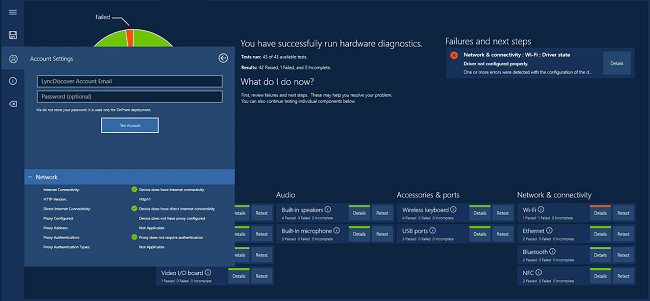 Failed
Account Settings
LyncDiscover Account Email
Password (optional)
We do not store your password. It is used only for OnPrem deployment.
Test Account
Network
Internet Connectivity: Device does have Internet connectivity
HTTP Version: Http11
Direct Internet Connectivity: Device does have direct internet connectivity
Proxy Configured: Device does not have proxy configured
Proxy Address: Not Applicable
Proxy Authentication: Proxy does not require authentication
Proxy Authentication Types: Not Applicable
You have successfully run hardware diagnostics.
Tests run: 43 of 43 available tests.
Results: 42 Passed, 1 Failed, and 0 Incomplete.
What do I do now?
First, review failures and next steps. These may help you resolve your problem.
You can also continue testing individual components below
Failures and next steps
Network & connectivity : Wi-Fi : Driver state
Driver not configured properly.
One or more errors were detected with the configuration of the d...
Details
Details Retest
Details Retest
Details Retest
Video I/O board
1 Passed 0 Failed 0 Incomplete
Details Retest
Audio
Built-in speakers
4 Passed 0 Failed 0 Incomplete
Details Retest
Built-In microphone
3 Passed 0 Failed 0 Incomplete
Details Retest
Accessories & ports
Wireless keyboard
4 Passed 0 Failed 0 Incomplete
Details Retest
USB ports
3 Passed 0 Failed 0 Incomplete
Details Retest
Network & connectivity
Wi-Fi
1 Passed 1 Failed 0 Incomplete
Details Retest
Ethernet
2 Passed 0 Failed 0 Incomplete
Details Retest
Bluetooth
2 Passed 0 Failed 0 Incomplete
Details Retest
NFC
2 Passed 0 Failed 0 Incomplete
Details Retest